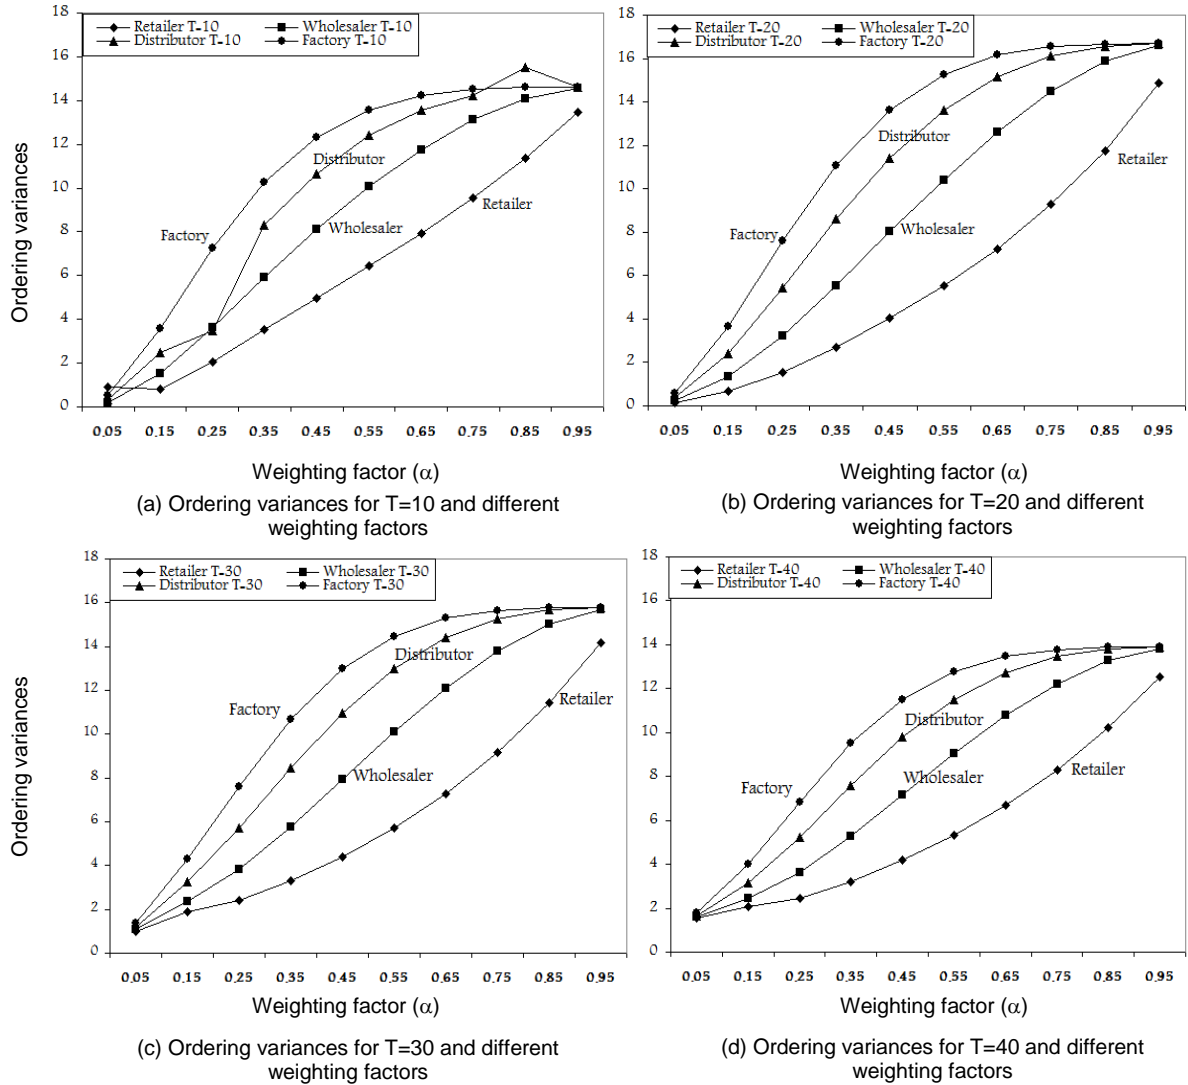 Retailer T-10 Wholesaler T-10
Distributor T-10 Factory T-10
18
16
14
12
10
8
6
4
2
0
Ordering variances
Factory
Distributor
Wholesaler
Retailer
0.05 0.15 0.25 0.35 0.45 0.55 0.65 0.75 0.85 0.95
Weighting factor (α)
(a) Ordering variances for T=10 and different
weighting factors
Retailer T-20 Wholesaler T-20
Distributor T-20 Factory T-20
18
16
14
12
10
8
6
4
2
0
Distributor
Retailer
Factory
Wholesaler
0.05 0.15 0.25 0.35 0.45 0.55 0.65 0.75 0.85 0.95
Weighting factor (α)
(b) Ordering variances for T=20 and different
weighting factors
Retailer T-30 Wholesaler T-30
Distributor T-30 Factory T-30
18
16
14
12
10
8
6
4
2
0
Ordering variances
Distributor
Retailer
Factory
Wholesaler
0.05 0.15 0.25 0.35 0.45 0.55 0.65 0.75 0.85 0.95
Weighting factor (α)
(c) Ordering variances for T=30 and different
weighting factors
Retailer T-40 Wholesaler T-40
Distributor T-40 Factory T-40
18
16
14
12
10
8
6
4
2
0
Distributor
Retailer
Wholesaler
Factory
0.05 0.15 0.25 0.35 0.45 0.55 0.65 0.75 0.85 0.95
Weighting factor (α)
(d) Ordering variances for T=40 and different
weighting factors